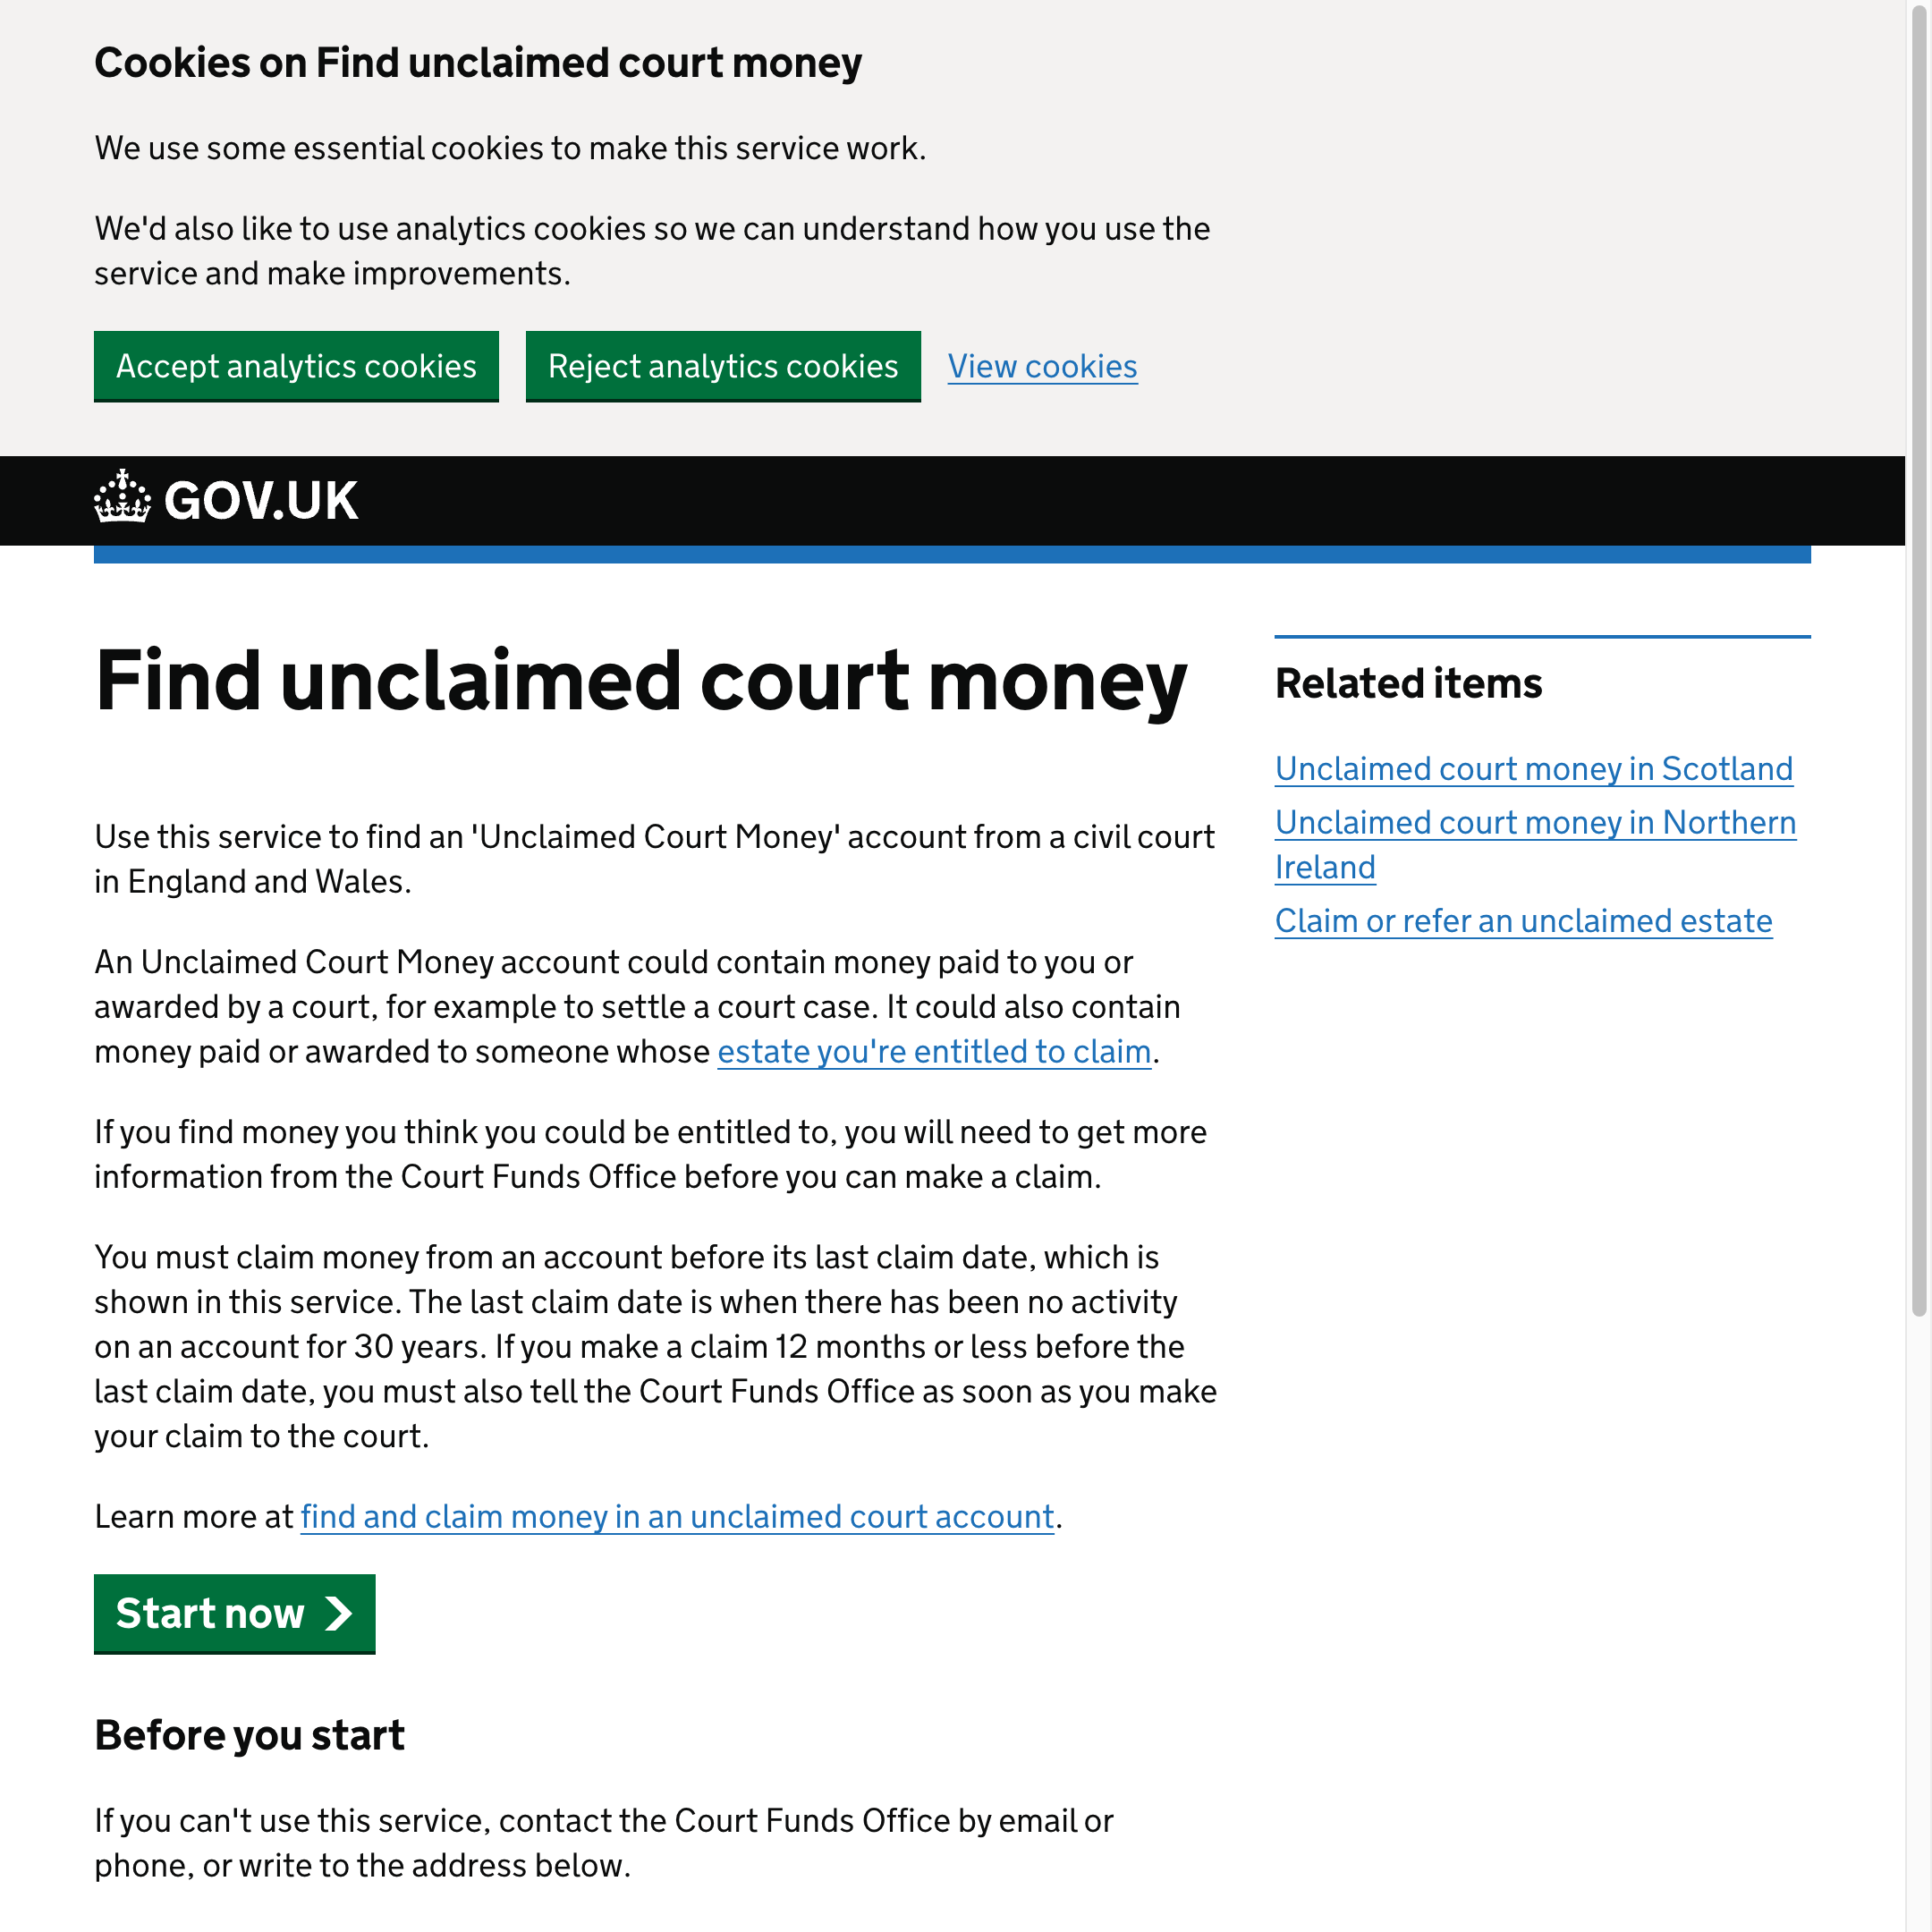 Cookies on Find unclaimed court money
We use some essential cookies to make this service work.
We'd also like to use analytics cookies so we can understand how you use the
service and make improvements.
Accept analytics cookies
Reject analytics cookies
View cookies
GOV.UK
Find unclaimed court money
Use this service to find an 'Unclaimed Court Money' account from a civil court
in England and Wales.
An Unclaimed Court Money account could contain money paid to you or
awarded by a court, for example to settle a court case. It could also contain
money paid or awarded to someone whose estate you're entitled to claim.
If you find money you think you could be entitled to, you will need to get more
information from the Court Funds Office before you can make a claim.
You must claim money from an account before its last claim date, which is
shown in this service. The last claim date is when there has been no activity
on an account for 30 years. If you make a claim 12 months or less before the
last claim date, you must also tell the Court Funds Office as soon as you make
your claim to the court.
Learn more at find and claim money in an unclaimed court account.
Start now
Before you start
If you can't use this service, contact the Court Funds Office by email or
phone, or write to the address below.
Related items
Unclaimed court money in Scotland
Unclaimed court money in Northern
Ireland
Claim or refer an unclaimed estate